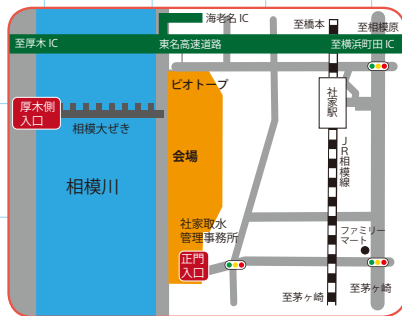 海老名 IC
至橋本
至相模原
至厚木 IC
東名高速道路
至横浜町田 IC
ビオトープ
社家駅
厚木側
入口
相模大ぜき
JR相模線
会場
相模川
社家取水
管理事務所
ファミリー
マート
正門
入口
至茅ヶ崎
至茅ヶ崎